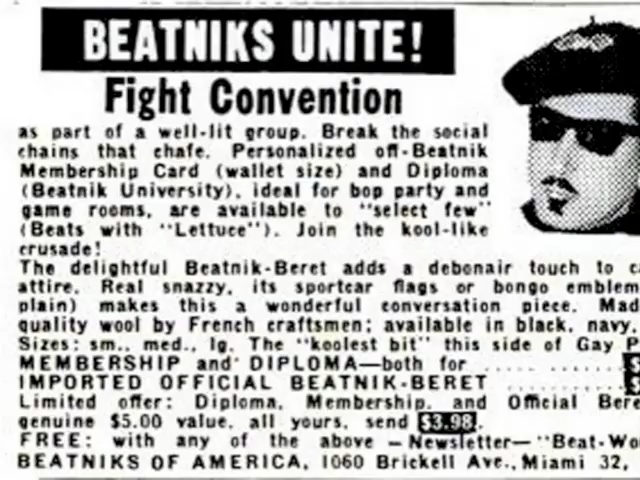 BEATNIKS UNITE!
Fight Convention
as part of a well-lit group. Break the social
chains that chafe. Personalized off-Beatnik
Membership Card (wallet size) and Diploma
(Beatnik University), ideal for bop party and
game rooms, are available to "select few"
(Beats with "Lettuce"). Join the kool-like
crusade!
The delightful Beatnik-Beret adds a debonair touch to
attire. Real snazzy, its sportcar flags or bongo emblem
plain) makes this a wonderful conversation piece.
quality wool by French craftsmen; available in black, navy,
Sizes: sm., med., lg. The "koolest bit" this side of Gay
MEMBERSHIP and DIPLOMA—both for
IMPORTED OFFICIAL BEATNIK-BERET
Limited offer: Diploma, Membership, and Official
genuine $5.00 value, all yours, send $3.98.
FREE: with any of the above — Newsletter—
BEATNIKS OF AMERICA, 1060 Brickell Ave., Miami 32,